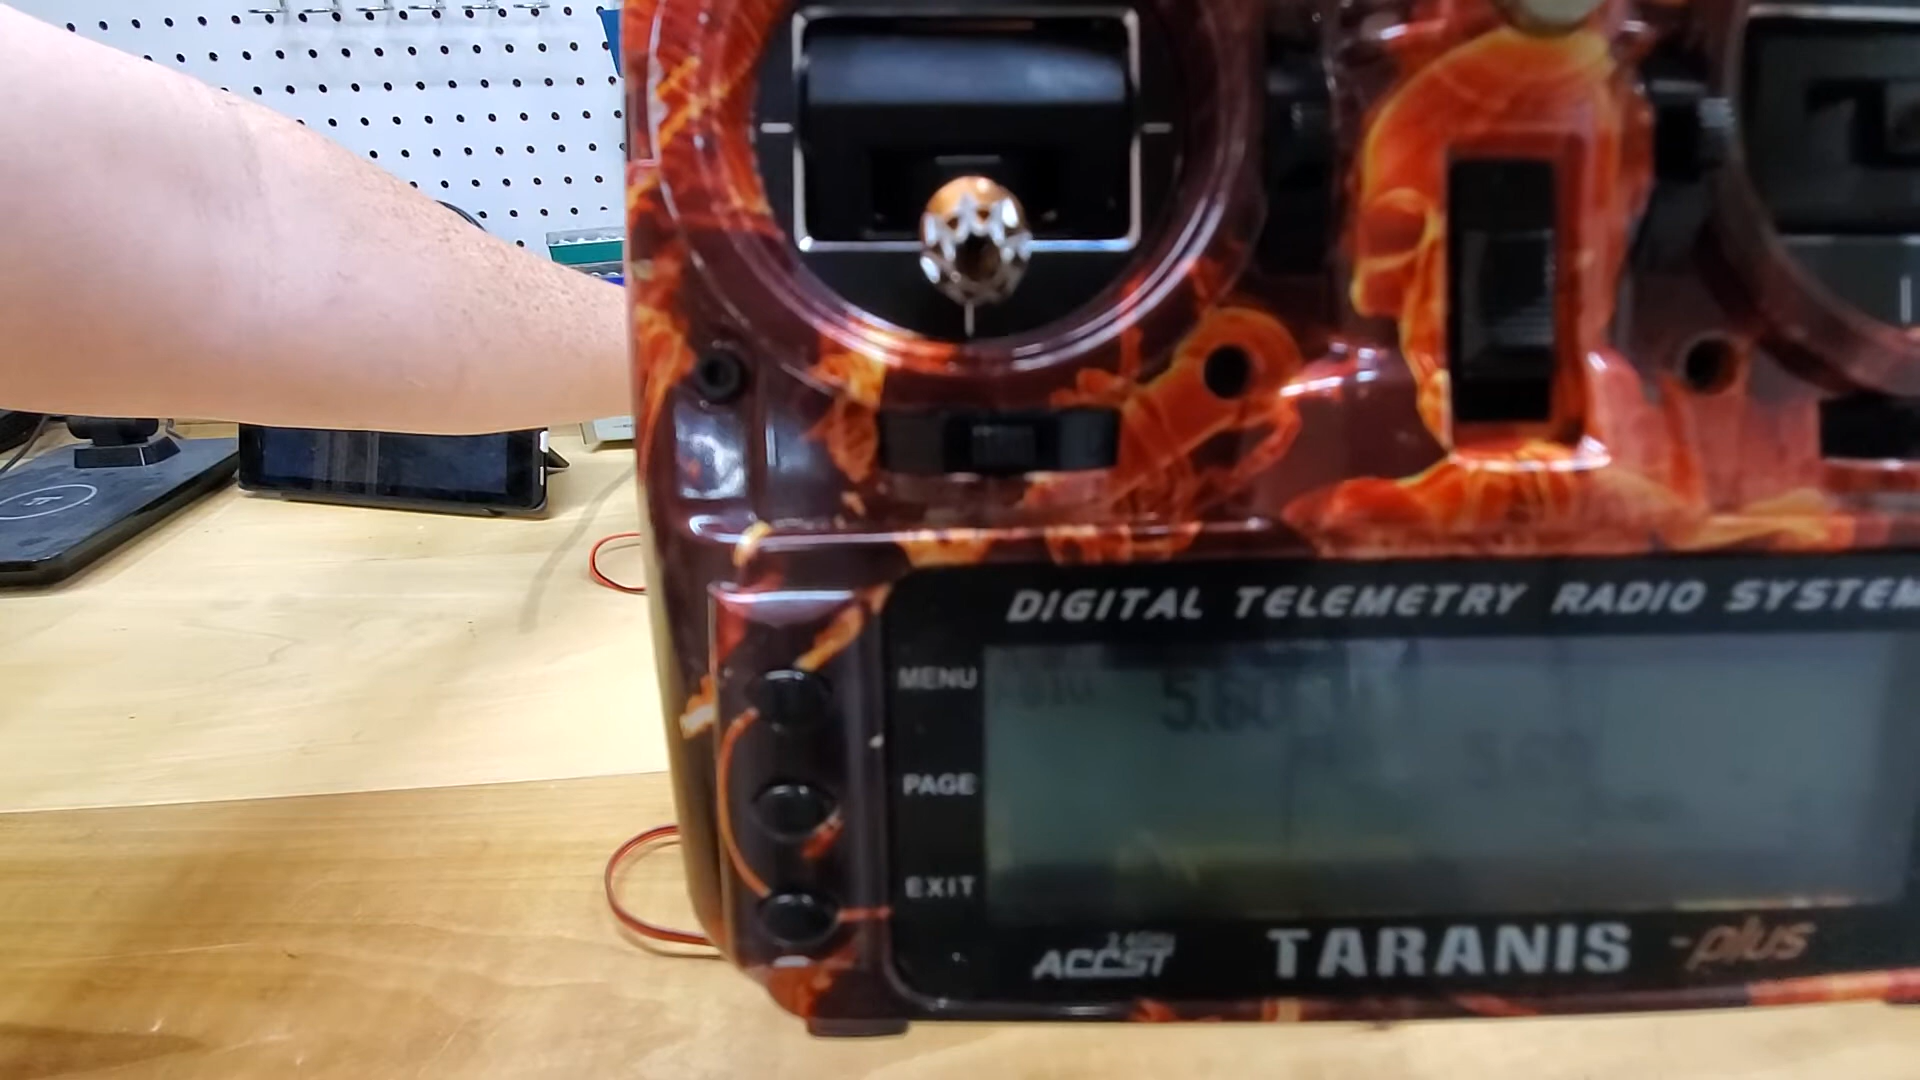 DIGITAL TELEMETRY RADIO SYSTEM
MENU
PAGE
EXIT
ACCST
TARANIS -plus